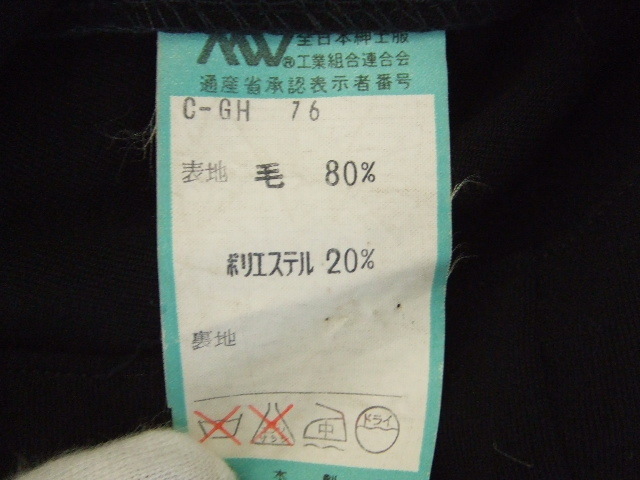 全日本紳士服
®工業組合連合会
通産省承認表示者番号
C-GH 76
表地 毛 80%
ポリエステル 20%
裏地
中 ドライ